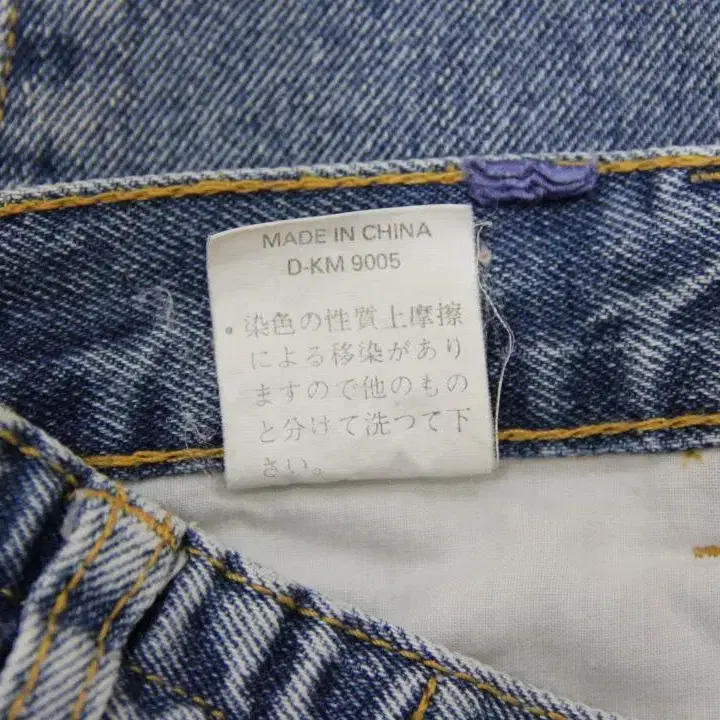 MADE IN CHINA
D-KM 9005
・染色の性質上摩擦
による移染があり
ますので他のもの
と分けて洗つて下
さい。